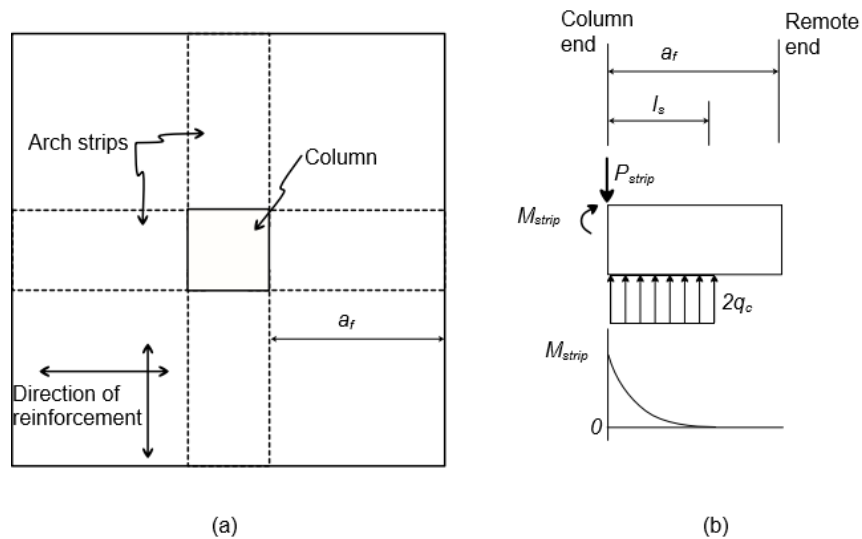 Arch strips
Column
a_f
Direction of
reinforcement
(a)
Column
end
Remote
end
a_f
l_s
P_strip
M_strip
2q_c
M_strip
0
(b)